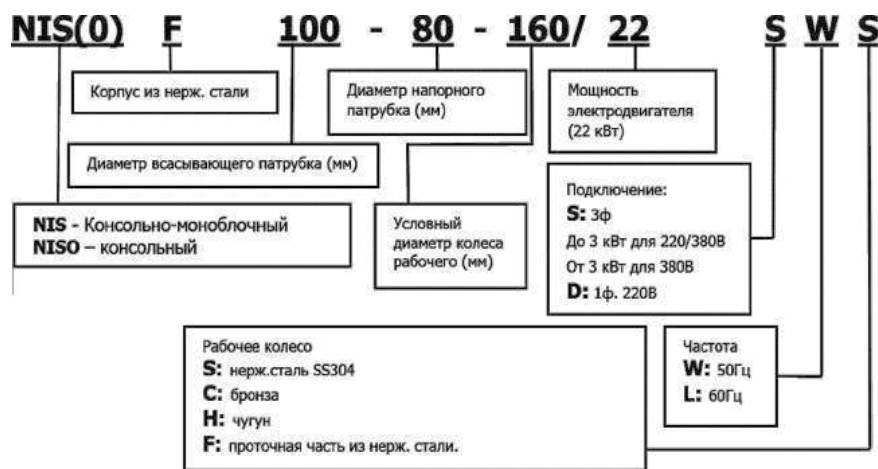 NIS(0) F 100 - 80 - 160/ 22 S W S
Корпус из нерж. стали
Диаметр напорного
патрубка (мм)
Мощность
электродвигателя
(22 кВт)
Диаметр всасывающего патрубка (мм)
NIS - Консольно-моноблочный
NISO – консольный
Условный
диаметр колеса
рабочего (мм)
Подключение:
S: 3ф
До 3 кВт для 220/380В
От 3 кВт для 380В
D: 1ф. 220В
Рабочее колесо
S: нерж.сталь SS304
C: бронза
H: чугун
F: проточная часть из нерж. стали.
Частота
W: 50Гц
L: 60Гц